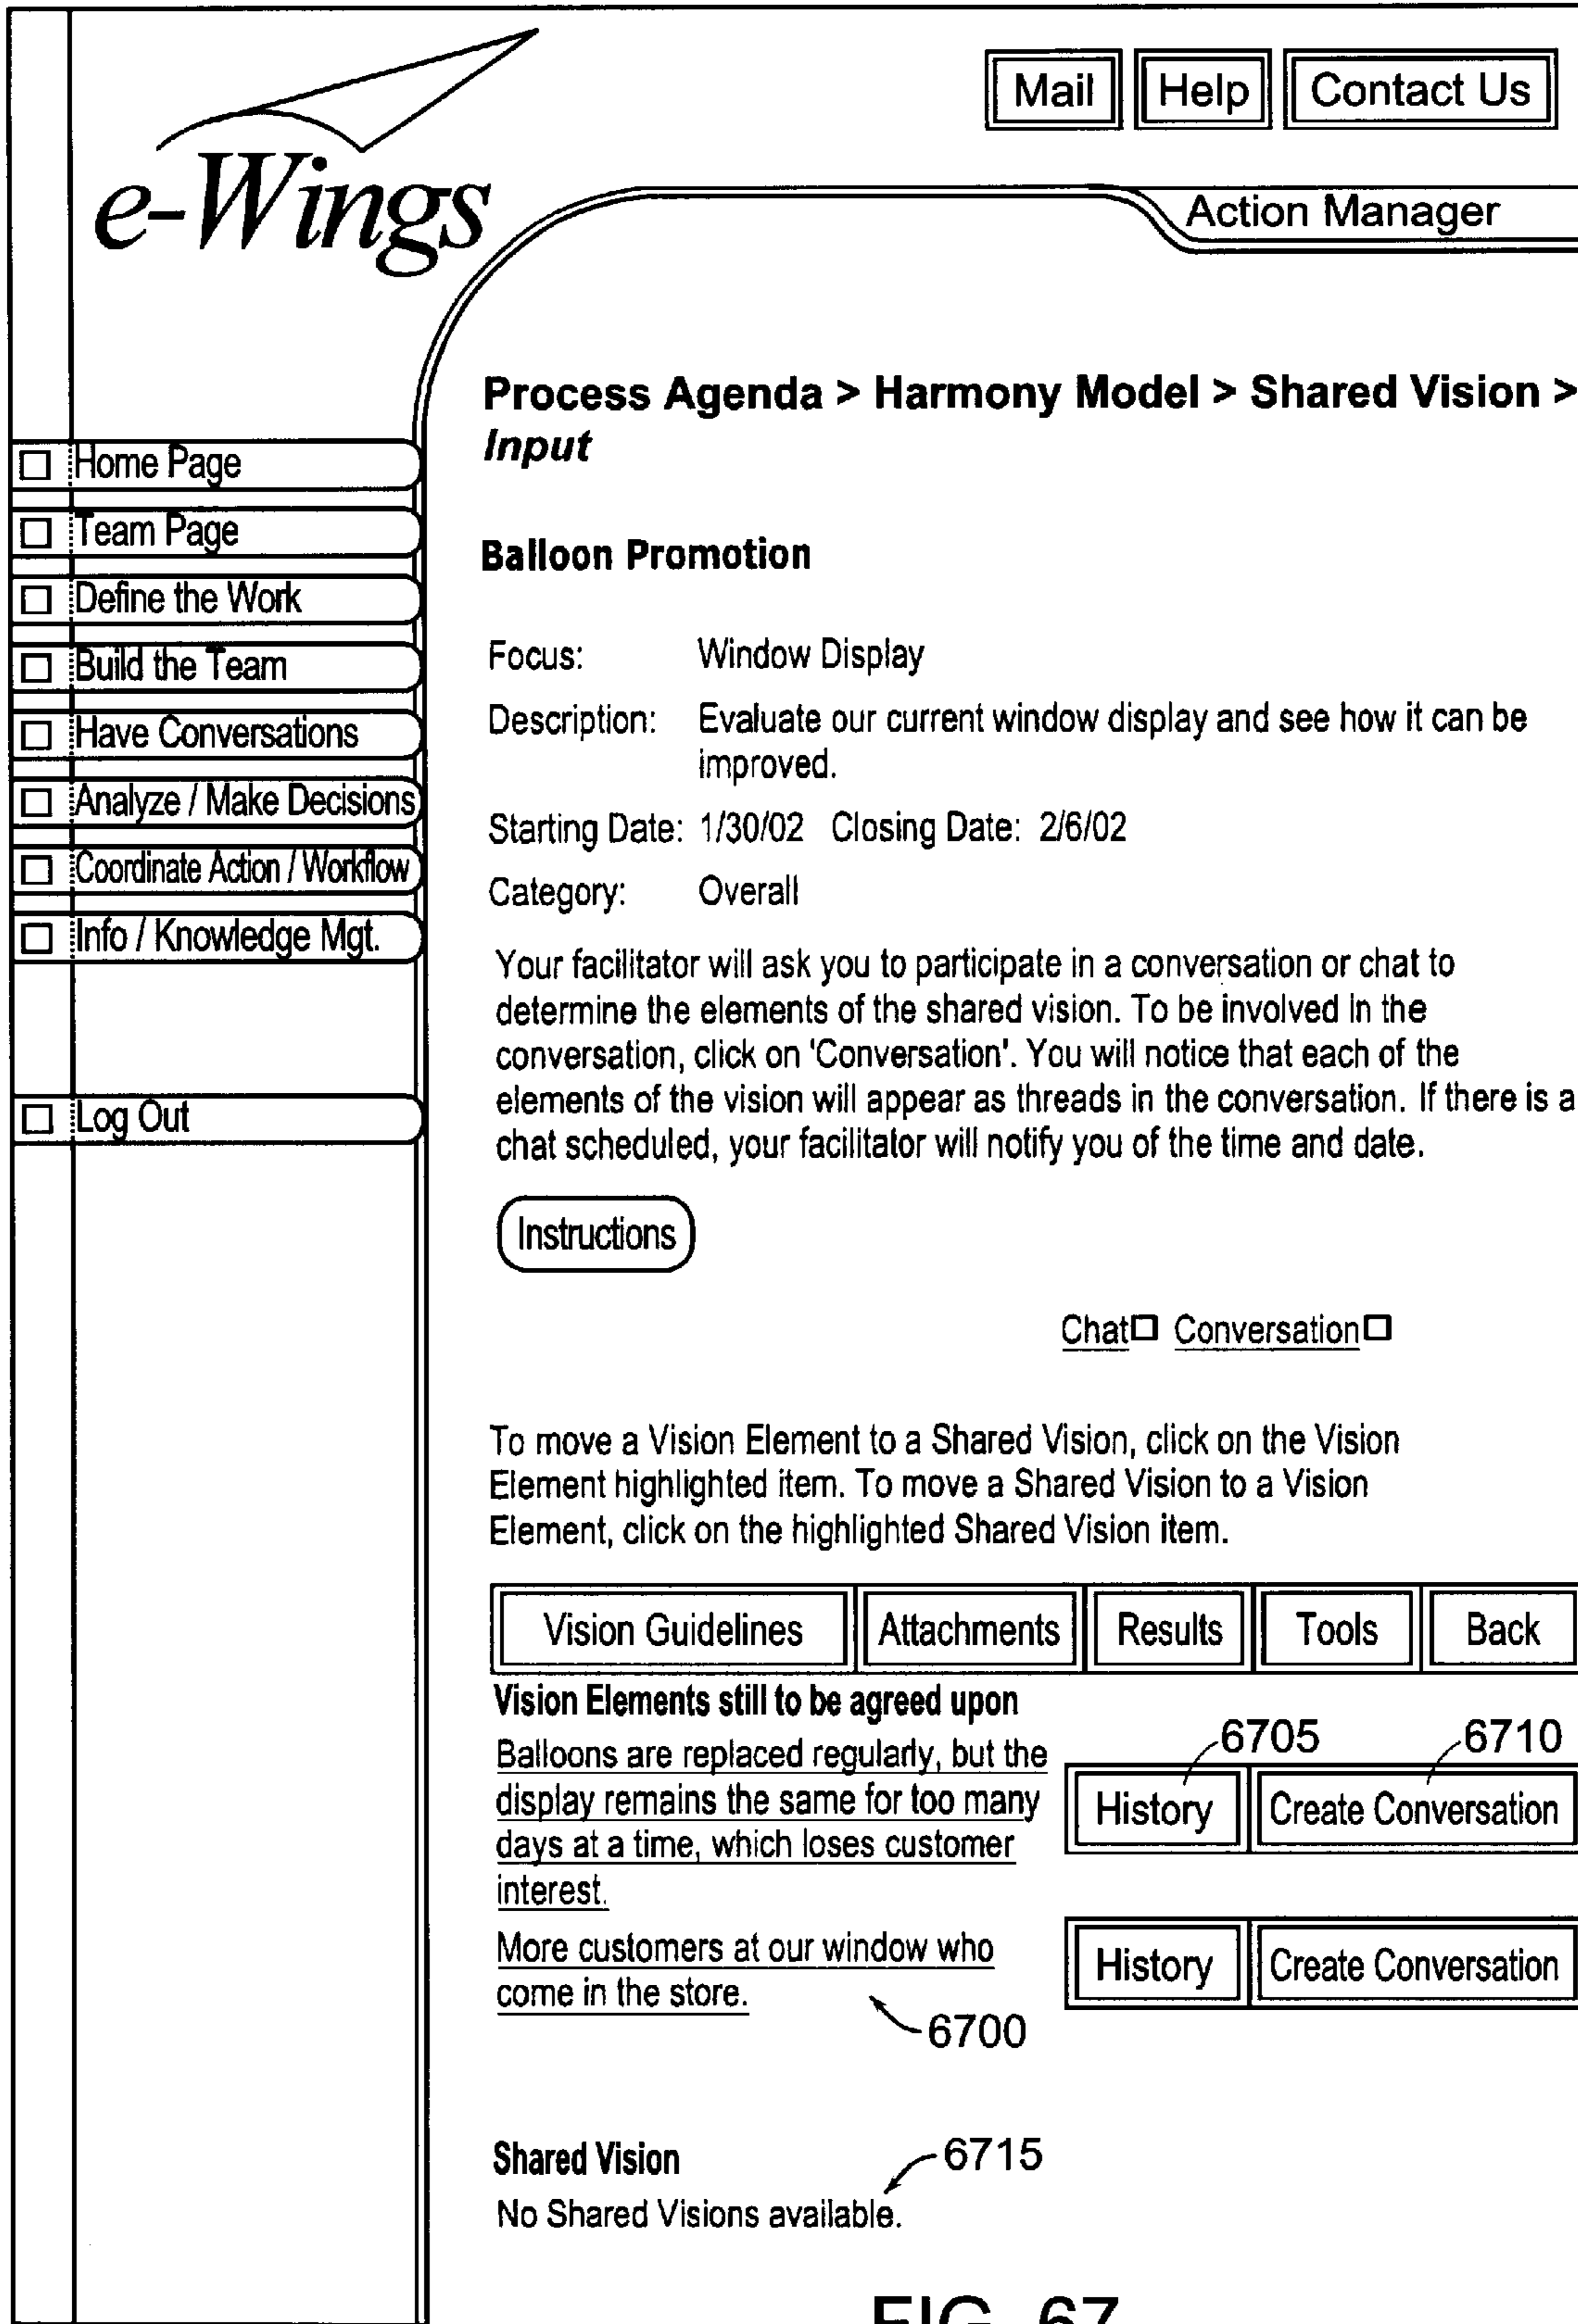 Mail Help Contact Us
e-Wings
Action Manager
Process Agenda > Harmony Model > Shared Vision >
Input
Home Page
Team Page
Define the Work
Build the Team
Have Conversations
Analyze / Make Decisions
Coordinate Action / Workflow
Info / Knowledge Mgt.
Log Out
Balloon Promotion
Focus: Window Display
Description: Evaluate our current window display and see how it can be
improved.
Starting Date: 1/30/02 Closing Date: 2/6/02
Category: Overall
Your facilitator will ask you to participate in a conversation or chat to
determine the elements of the shared vision. To be involved in the
conversation, click on 'Conversation'. You will notice that each of the
elements of the vision will appear as threads in the conversation. If there is a
chat scheduled, your facilitator will notify you of the time and date.
Instructions
Chat Conversation
To move a Vision Element to a Shared Vision, click on the Vision
Element highlighted item. To move a Shared Vision to a Vision
Element, click on the highlighted Shared Vision item.
Vision Guidelines Attachments Results Tools Back
Vision Elements still to be agreed upon
6705 6710
Balloons are replaced regularly, but the
display remains the same for too many
days at a time, which loses customer
interest.
History Create Conversation
More customers at our window who
come in the store.
History Create Conversation
6700
Shared Vision
6715
No Shared Visions available.
FIG. 67